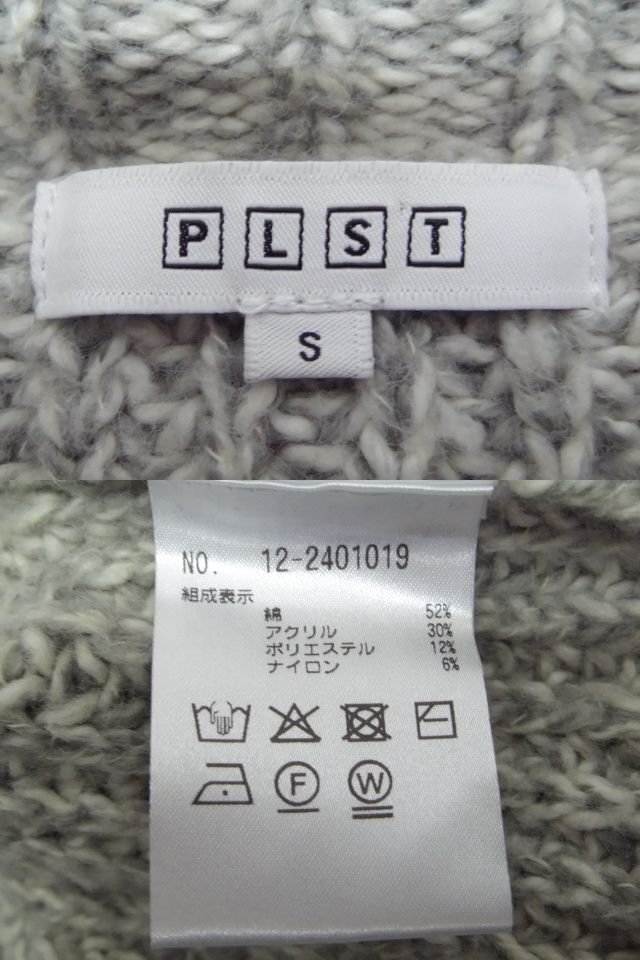 PLST
S
NO. 12-2401019
組成表示
綿 52%
アクリル 30%
ポリエステル 12%
ナイロン 6%
F W